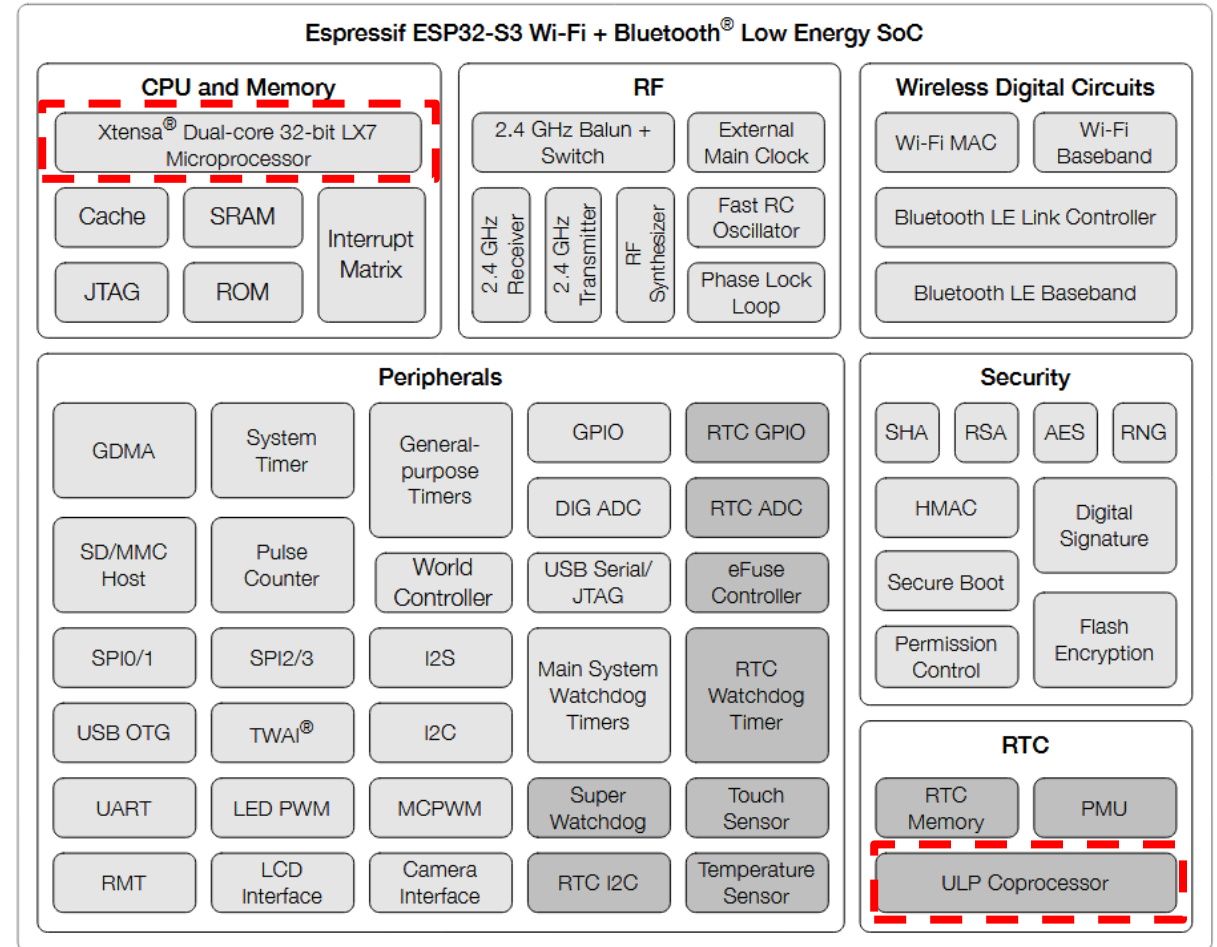 Espressif ESP32-S3 Wi-Fi + Bluetooth® Low Energy SoC
CPU and Memory
Xtensa® Dual-core 32-bit LX7
Microprocessor
Cache
SRAM
Interrupt
Matrix
JTAG
ROM
RF
2.4 GHz Balun +
Switch
External
Main Clock
2.4 GHz
Receiver
2.4 GHz
Transmitter
RF
Synthesizer
Fast RC
Oscillator
Phase Lock
Loop
Wireless Digital Circuits
Wi-Fi MAC
Wi-Fi
Baseband
Bluetooth LE Link Controller
Bluetooth LE Baseband
Peripherals
GDMA
System
Timer
General-
purpose
Timers
GPIO
RTC GPIO
DIG ADC
RTC ADC
SD/MMC
Host
Pulse
Counter
World
Controller
USB Serial/
JTAG
eFuse
Controller
SPI0/1
SPI2/3
I2S
Main System
Watchdog
Timers
RTC
Watchdog
Timer
USB OTG
TWAI®
I2C
UART
LED PWM
MCPWM
Super
Watchdog
Touch
Sensor
RMT
LCD
Interface
Camera
Interface
RTC I2C
Temperature
Sensor
Security
SHA
RSA
AES
RNG
HMAC
Digital
Signature
Secure Boot
Flash
Encryption
Permission
Control
RTC
RTC
Memory
PMU
ULP Coprocessor